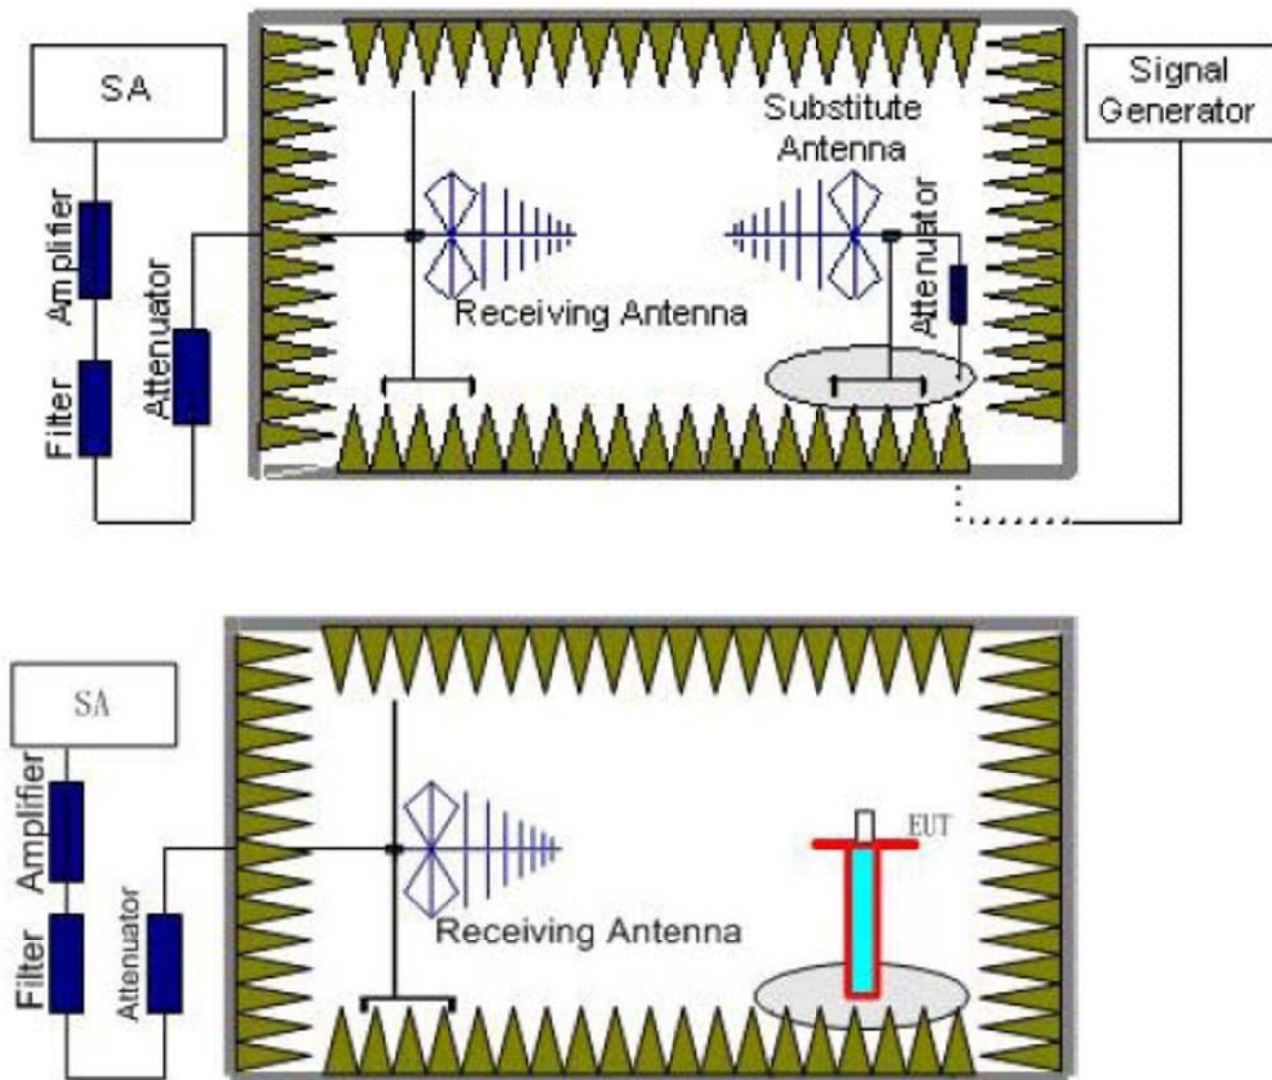 SA
Signal
Generator
Substitute
Antenna
Amplifier
Attenuator
Attenuator
Receiving Antenna
Filter
SA
Amplifier
EUT
Receiving Antenna
Attenuator
Filter